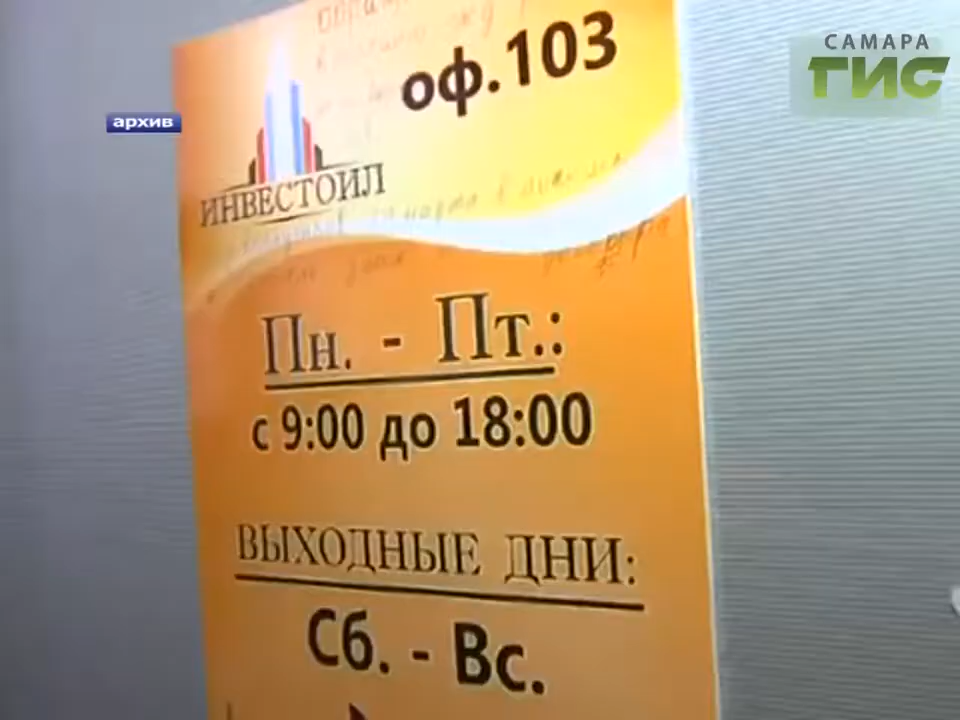 САМАРА
ГИС
архив
оф.103
ИНВЕСТОИЛ
Пн. - Пт.:
с 9:00 до 18:00
ВЫХОДНЫЕ ДНИ:
Сб. - Вс.